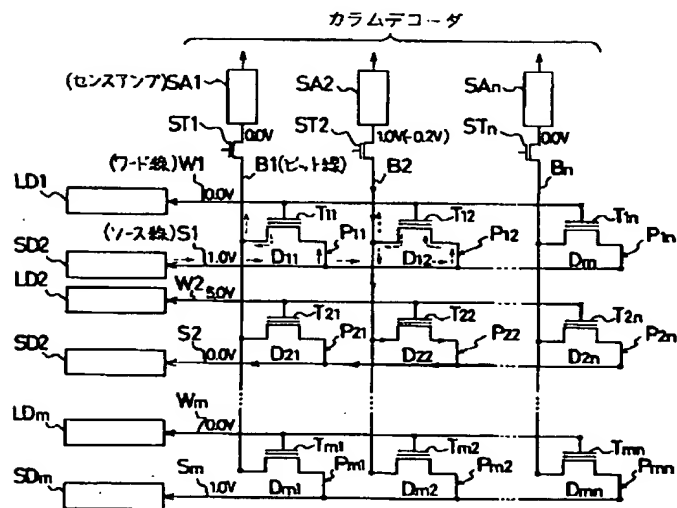 カラムデコーダ
(センスアンプ)SA1 SA2 SAn
ST1 0.0V ST2 1.0V(-0.2V) STn 0.0V
(ワード線)W1 B1(ビット線) B2 Bn
LD1 0.0V T11 T12 T1n
(ソース線)S1 P11 P12 P1n
SD2 1.0V D11 D12 Dm
LD2 W2 5.0V T21 T22 T2n
S2 P21 P22 P2n
SD2 0.0V D21 D22 D2n
LDm Wm 0.0V Tm1 Tm2 Tmn
Sm Pm1 Pm2 Pmn
SDm 1.0V Dm1 Dm2 Dmn